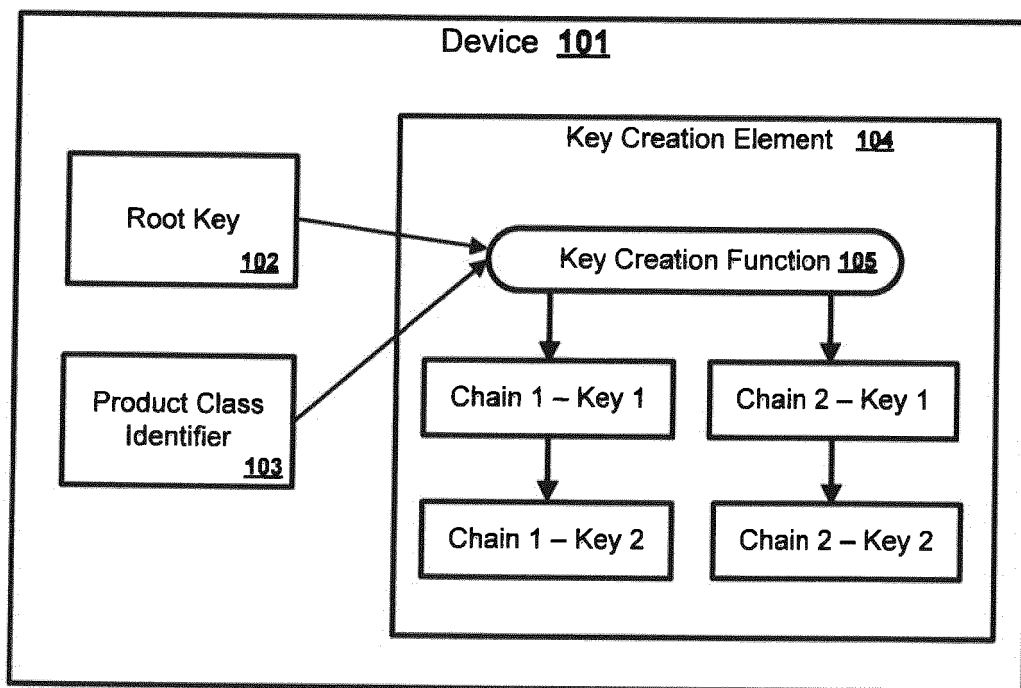 Device 101
Key Creation Element 104
Root Key
102
Key Creation Function 105
Product Class
Identifier
103
Chain 1 – Key 1
Chain 2 – Key 1
Chain 1 – Key 2
Chain 2 – Key 2